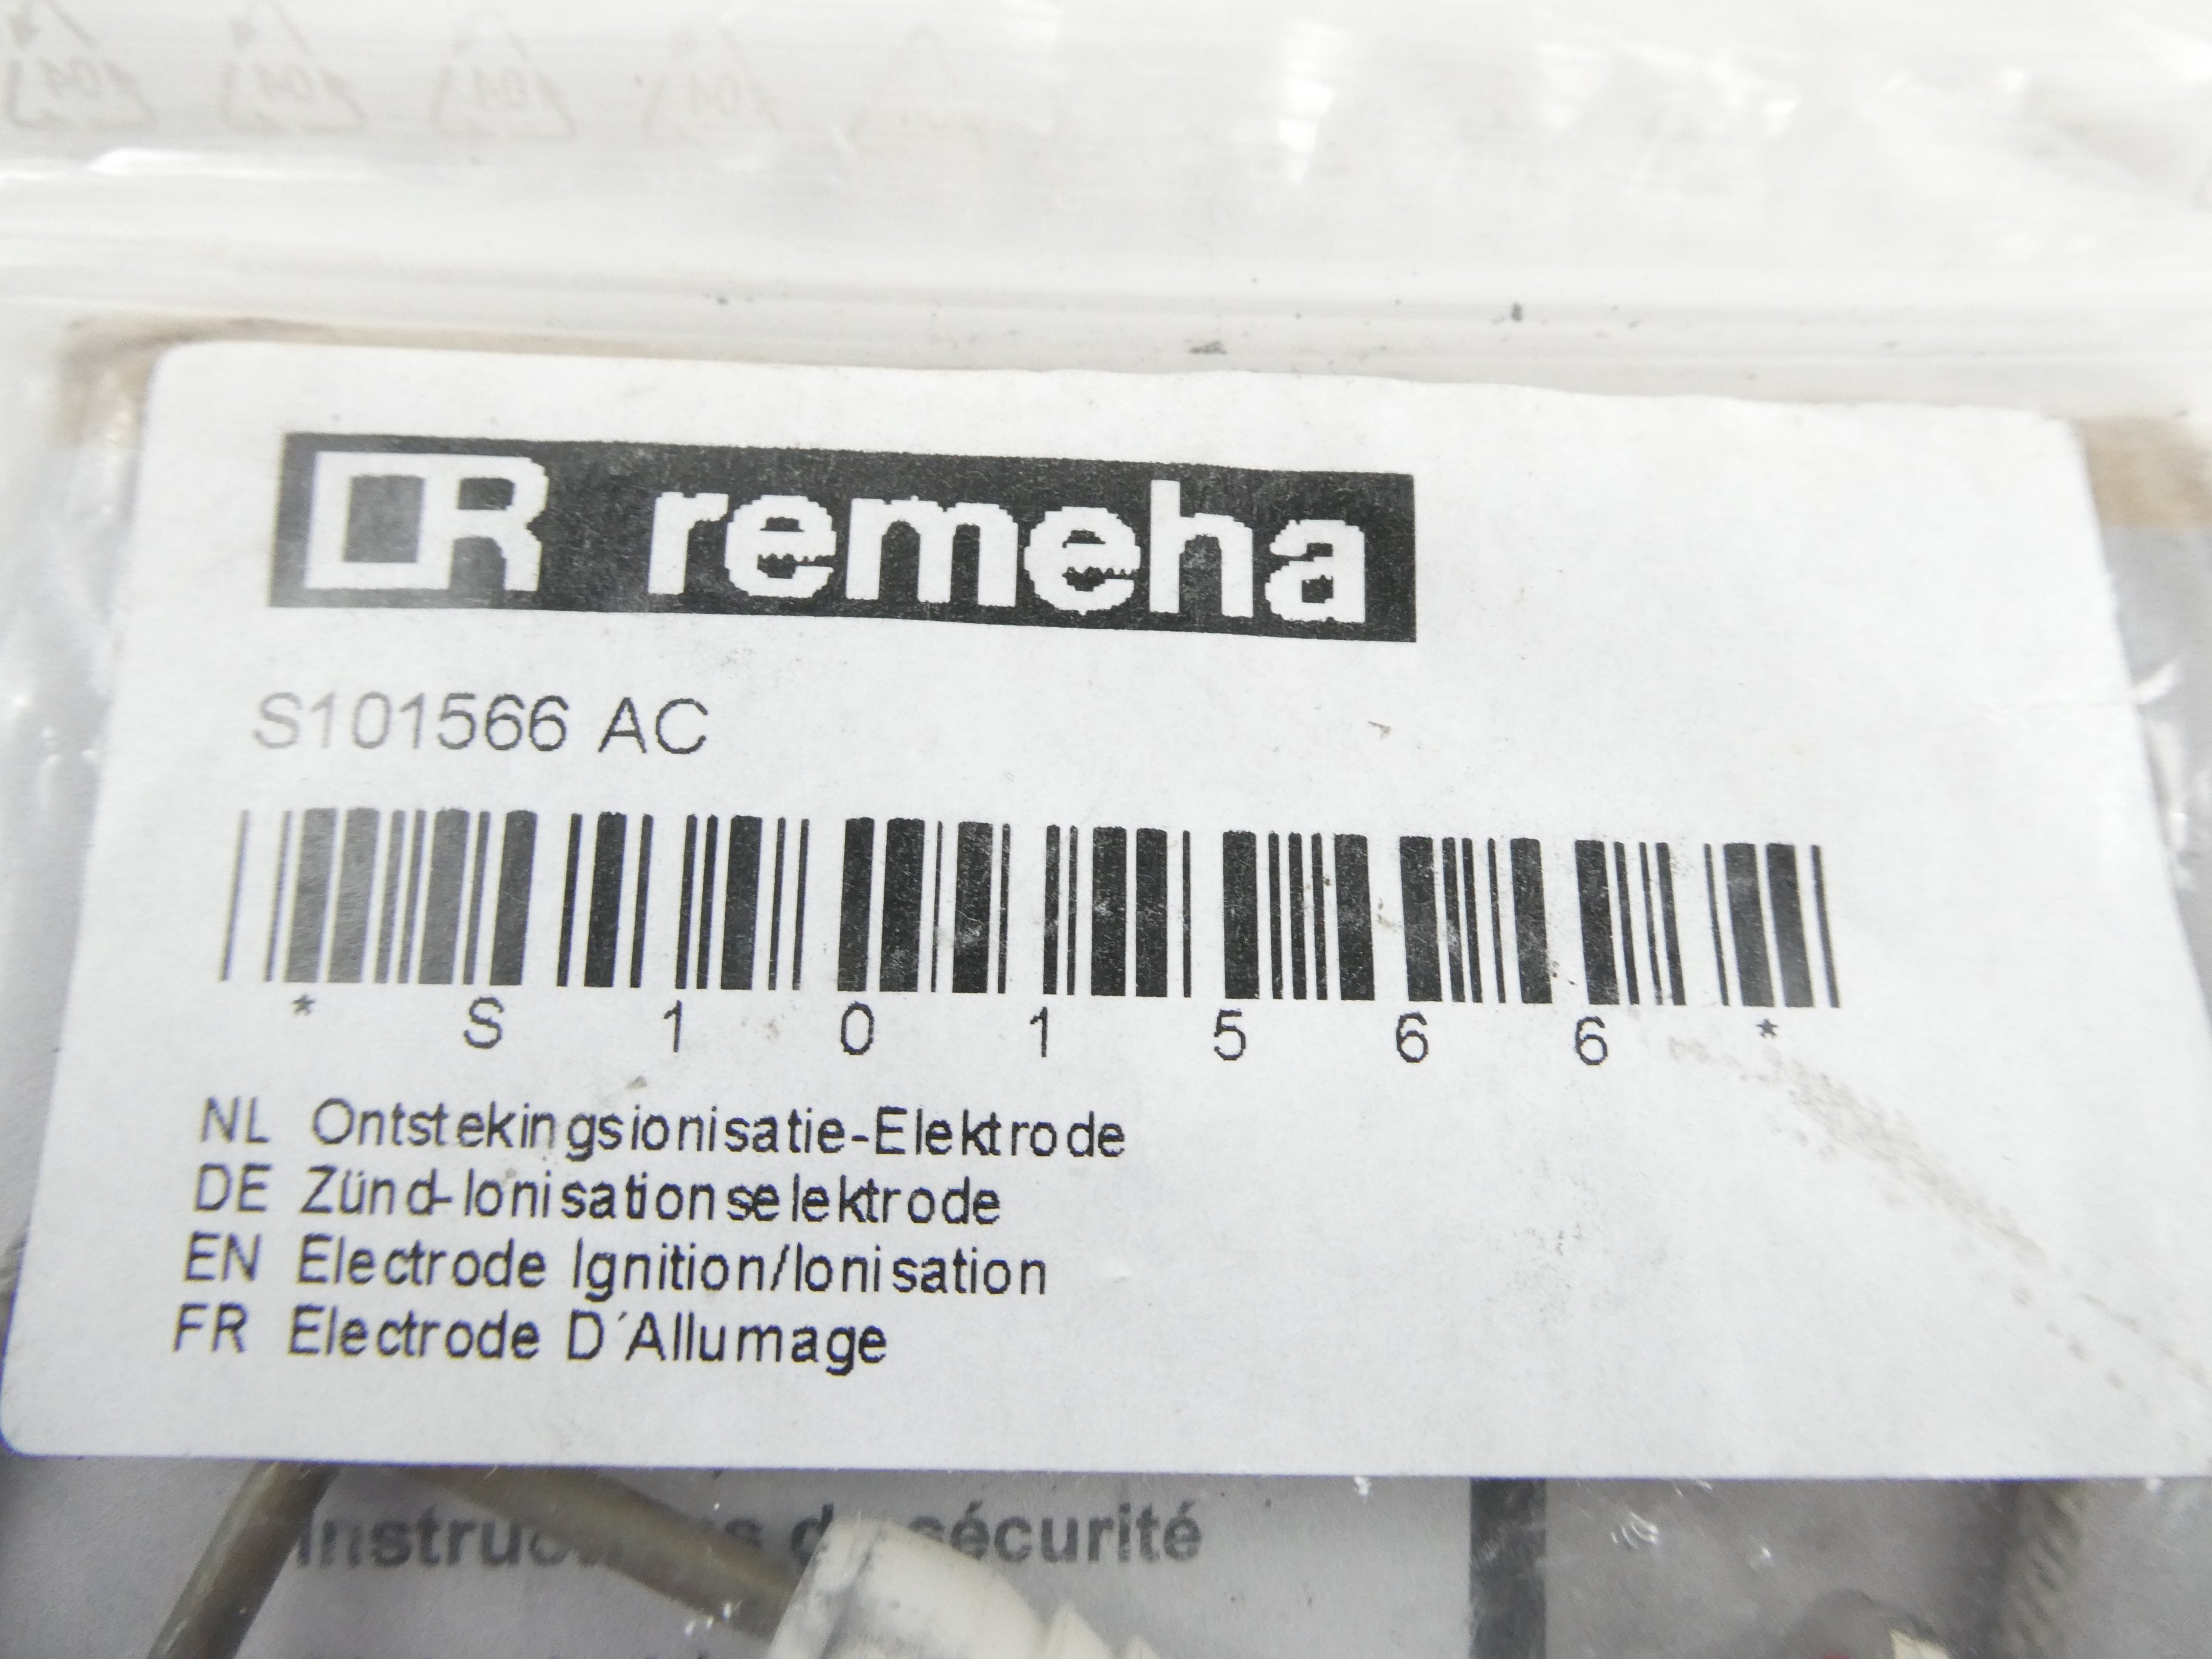 R remeha
S101566 AC
* S 1 0 1 5 6 6 *
NL Ontstekingsionisatie-Elektrode
DE Zünd-Ionisationselektrode
EN Electrode Ignition/Ionisation
FR Electrode D´Allumage
sécurité